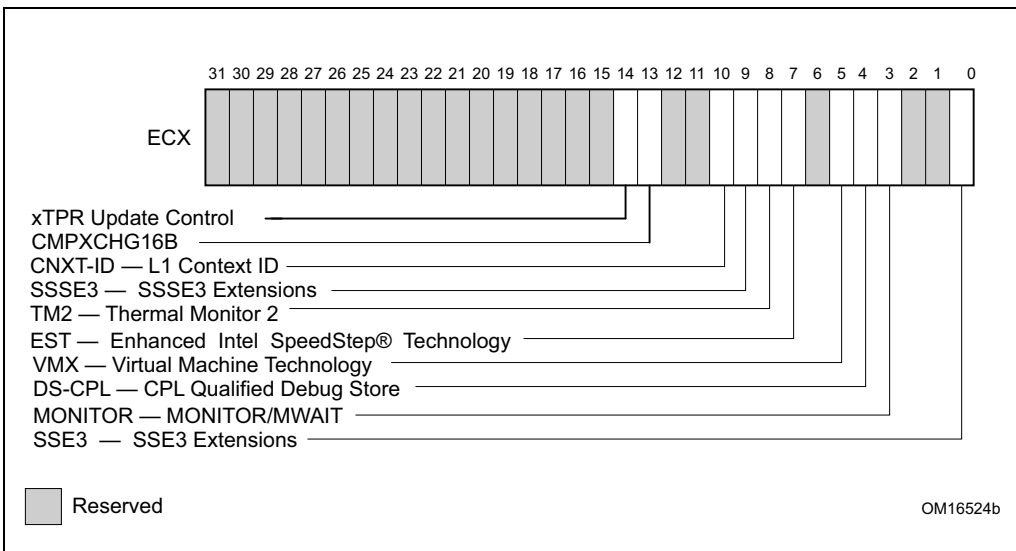 31 30 29 28 27 26 25 24 23 22 21 20 19 18 17 16 15 14 13 12 11 10 9 8 7 6 5 4 3 2 1 0
ECX
xTPR Update Control
CMPXCHG16B
CNXT-ID — L1 Context ID
SSSE3 — SSSE3 Extensions
TM2 — Thermal Monitor 2
EST — Enhanced Intel SpeedStep® Technology
VMX — Virtual Machine Technology
DS-CPL — CPL Qualified Debug Store
MONITOR — MONITOR/MWAIT
SSE3 — SSE3 Extensions
Reserved
OM16524b